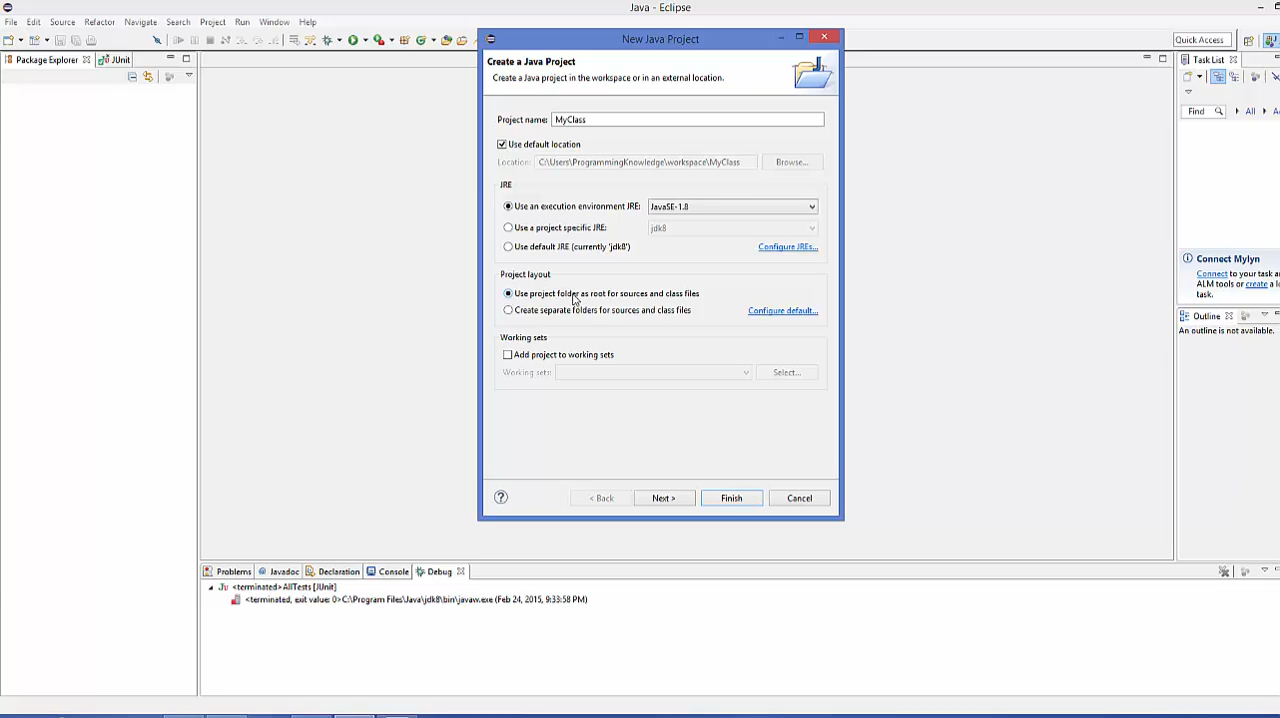 Java - Eclipse
File Edit Source Refactor Navigate Search Project Run Window Help
Quick Access
Package Explorer JUnit
New Java Project
Create a Java Project
Create a Java project in the workspace or in an external location.
Project name: MyClass
Use default location
Location: C:\Users\ProgrammingKnowledge\workspace\MyClass Browse...
JRE
Use an execution environment JRE: JavaSE-1.8
Use a project specific JRE: jdk8
Use default JRE (currently 'jdk8') Configure JREs...
Project layout
Use project folder as root for sources and class files
Create separate folders for sources and class files Configure default...
Working sets
Add project to working sets
Working sets: Select...
< Back Next > Finish Cancel
Task List
Find All
Connect Mylyn
Connect to your task a
ALM tools or create a lo
task.
Outline
An outline is not available.
Problems Javadoc Declaration Console Debug
<terminated>AllTests [JUnit]
<terminated, exit value: 0>C:\Program Files\Java\jdk8\bin\javaw.exe (Feb 24, 2015, 9:33:58 PM)